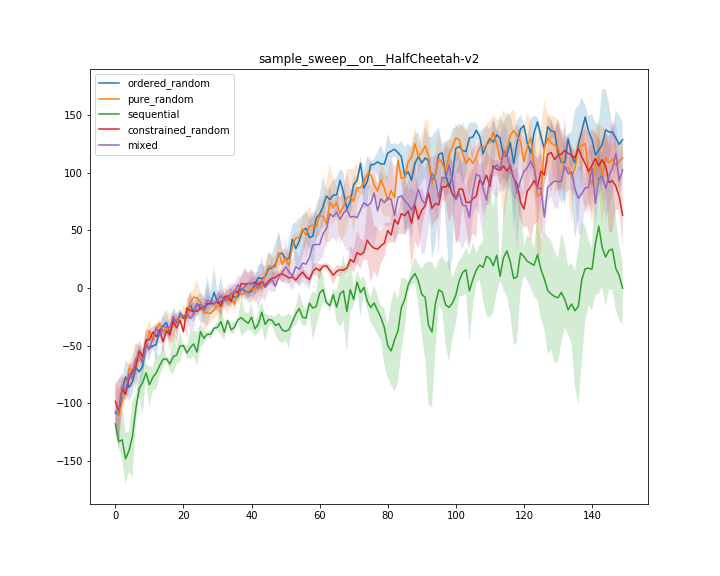 sample_sweep__on__HalfCheetah-v2
ordered_random
pure_random
sequential
constrained_random
mixed
150
100
50
0
−50
−100
−150
0 20 40 60 80 100 120 140